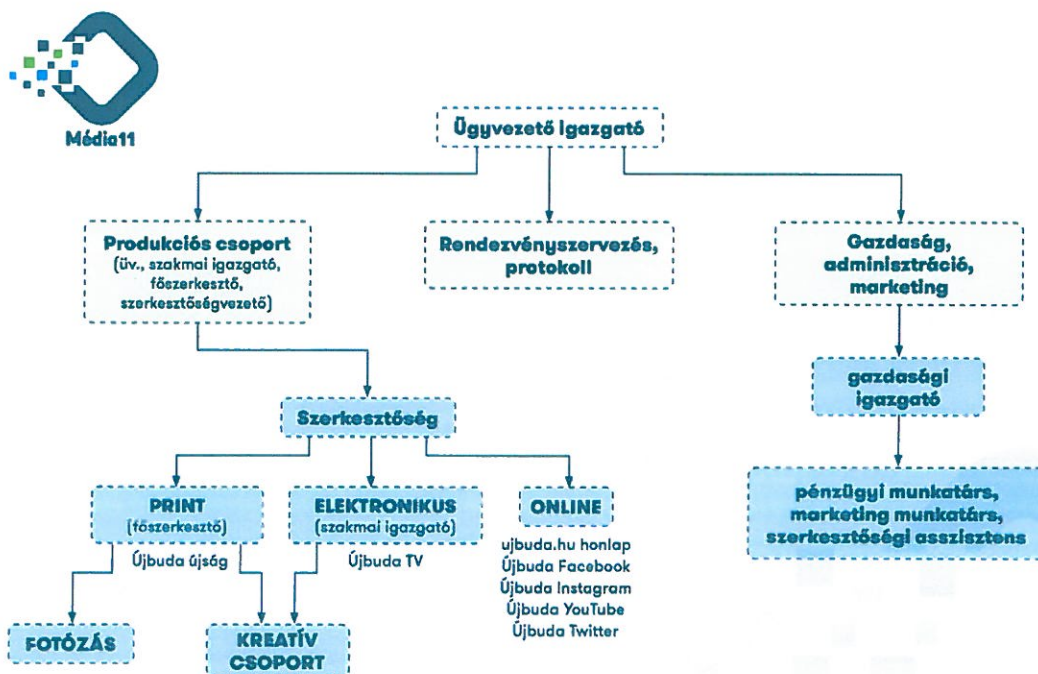 Média11
Ügyvezető igazgató
Produkciós csoport
(üv., szakmai igazgató,
főszerkesztő,
szerkesztőségvezető)
Rendezvényszervezés,
protokoll
Gazdaság,
adminisztráció,
marketing
gazdasági
igazgató
Szerkesztőség
PRINT
(főszerkesztő)
ELEKTRONIKUS
(szakmai igazgató)
ONLINE
pénzügyi munkatárs,
marketing munkatárs,
szerkesztőségi asszisztens
Újbuda újság
Újbuda TV
ujbuda.hu honlap
Újbuda Facebook
Újbuda Instagram
Újbuda YouTube
Újbuda Twitter
FOTÓZÁS
KREATÍV
CSOPORT